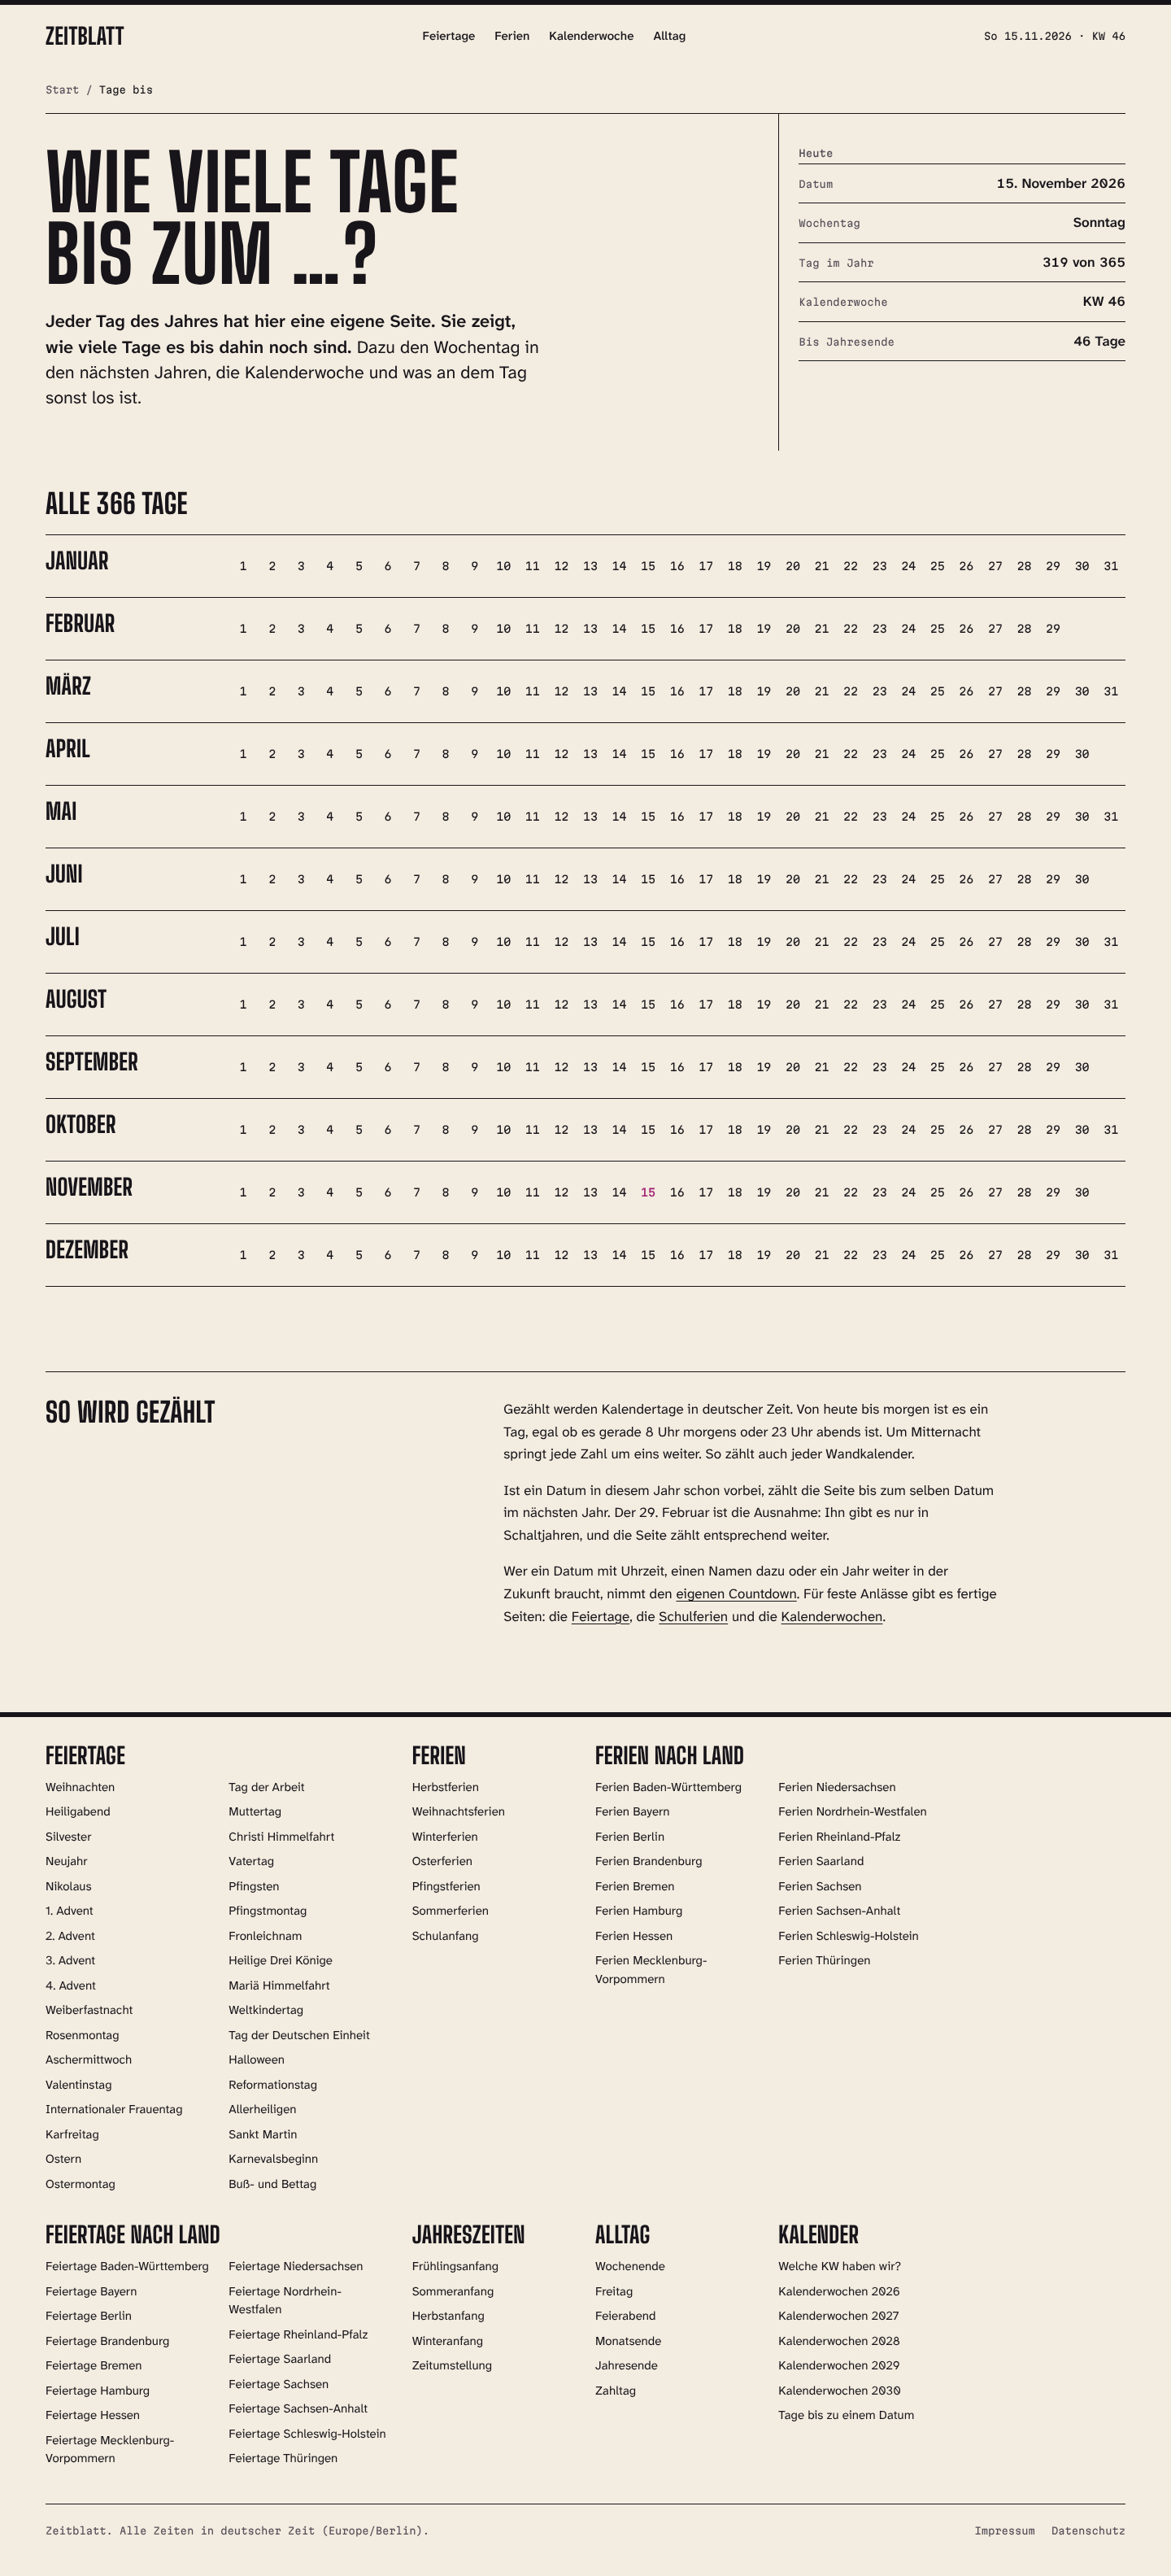 ZEITBLATT
Feiertage Ferien Kalenderwoche Alltag
So 15.11.2026 · KW 46
Start / Tage bis
WIE VIELE TAGE
BIS ZUM …?
Jeder Tag des Jahres hat hier eine eigene Seite. Sie zeigt,
wie viele Tage es bis dahin noch sind. Dazu den Wochentag in
den nächsten Jahren, die Kalenderwoche und was an dem Tag
sonst los ist.
Heute
Datum 15. November 2026
Wochentag Sonntag
Tag im Jahr 319 von 365
Kalenderwoche KW 46
Bis Jahresende 46 Tage
ALLE 366 TAGE
JANUAR 1 2 3 4 5 6 7 8 9 10 11 12 13 14 15 16 17 18 19 20 21 22 23 24 25 26 27 28 29 30 31
FEBRUAR 1 2 3 4 5 6 7 8 9 10 11 12 13 14 15 16 17 18 19 20 21 22 23 24 25 26 27 28 29
MÄRZ 1 2 3 4 5 6 7 8 9 10 11 12 13 14 15 16 17 18 19 20 21 22 23 24 25 26 27 28 29 30 31
APRIL 1 2 3 4 5 6 7 8 9 10 11 12 13 14 15 16 17 18 19 20 21 22 23 24 25 26 27 28 29 30
MAI 1 2 3 4 5 6 7 8 9 10 11 12 13 14 15 16 17 18 19 20 21 22 23 24 25 26 27 28 29 30 31
JUNI 1 2 3 4 5 6 7 8 9 10 11 12 13 14 15 16 17 18 19 20 21 22 23 24 25 26 27 28 29 30
JULI 1 2 3 4 5 6 7 8 9 10 11 12 13 14 15 16 17 18 19 20 21 22 23 24 25 26 27 28 29 30 31
AUGUST 1 2 3 4 5 6 7 8 9 10 11 12 13 14 15 16 17 18 19 20 21 22 23 24 25 26 27 28 29 30 31
SEPTEMBER 1 2 3 4 5 6 7 8 9 10 11 12 13 14 15 16 17 18 19 20 21 22 23 24 25 26 27 28 29 30
OKTOBER 1 2 3 4 5 6 7 8 9 10 11 12 13 14 15 16 17 18 19 20 21 22 23 24 25 26 27 28 29 30 31
NOVEMBER 1 2 3 4 5 6 7 8 9 10 11 12 13 14 15 16 17 18 19 20 21 22 23 24 25 26 27 28 29 30
DEZEMBER 1 2 3 4 5 6 7 8 9 10 11 12 13 14 15 16 17 18 19 20 21 22 23 24 25 26 27 28 29 30 31
SO WIRD GEZÄHLT
Gezählt werden Kalendertage in deutscher Zeit. Von heute bis morgen ist es ein
Tag, egal ob es gerade 8 Uhr morgens oder 23 Uhr abends ist. Um Mitternacht
springt jede Zahl um eins weiter. So zählt auch jeder Wandkalender.
Ist ein Datum in diesem Jahr schon vorbei, zählt die Seite bis zum selben Datum
im nächsten Jahr. Der 29. Februar ist die Ausnahme: Ihn gibt es nur in
Schaltjahren, und die Seite zählt entsprechend weiter.
Wer ein Datum mit Uhrzeit, einen Namen dazu oder ein Jahr weiter in der
Zukunft braucht, nimmt den eigenen Countdown. Für feste Anlässe gibt es fertige
Seiten: die Feiertage, die Schulferien und die Kalenderwochen.
FEIERTAGE
Weihnachten
Heiligabend
Silvester
Neujahr
Nikolaus
1. Advent
2. Advent
3. Advent
4. Advent
Weiberfastnacht
Rosenmontag
Aschermittwoch
Valentinstag
Internationaler Frauentag
Karfreitag
Ostern
Ostermontag
Tag der Arbeit
Muttertag
Christi Himmelfahrt
Vatertag
Pfingsten
Pfingstmontag
Fronleichnam
Heilige Drei Könige
Mariä Himmelfahrt
Weltkindertag
Tag der Deutschen Einheit
Halloween
Reformationstag
Allerheiligen
Sankt Martin
Karnevalsbeginn
Buß- und Bettag
FERIEN
Herbstferien
Weihnachtsferien
Winterferien
Osterferien
Pfingstferien
Sommerferien
Schulanfang
FERIEN NACH LAND
Ferien Baden-Württemberg
Ferien Bayern
Ferien Berlin
Ferien Brandenburg
Ferien Bremen
Ferien Hamburg
Ferien Hessen
Ferien Mecklenburg-
Vorpommern
Ferien Niedersachsen
Ferien Nordrhein-Westfalen
Ferien Rheinland-Pfalz
Ferien Saarland
Ferien Sachsen
Ferien Sachsen-Anhalt
Ferien Schleswig-Holstein
Ferien Thüringen
FEIERTAGE NACH LAND
Feiertage Baden-Württemberg
Feiertage Bayern
Feiertage Berlin
Feiertage Brandenburg
Feiertage Bremen
Feiertage Hamburg
Feiertage Hessen
Feiertage Mecklenburg-
Vorpommern
Feiertage Niedersachsen
Feiertage Nordrhein-
Westfalen
Feiertage Rheinland-Pfalz
Feiertage Saarland
Feiertage Sachsen
Feiertage Sachsen-Anhalt
Feiertage Schleswig-Holstein
Feiertage Thüringen
JAHRESZEITEN
Frühlingsanfang
Sommeranfang
Herbstanfang
Winteranfang
Zeitumstellung
ALLTAG
Wochenende
Freitag
Feierabend
Monatsende
Jahresende
Zahltag
KALENDER
Welche KW haben wir?
Kalenderwochen 2026
Kalenderwochen 2027
Kalenderwochen 2028
Kalenderwochen 2029
Kalenderwochen 2030
Tage bis zu einem Datum
Zeitblatt. Alle Zeiten in deutscher Zeit (Europe/Berlin).
Impressum Datenschutz